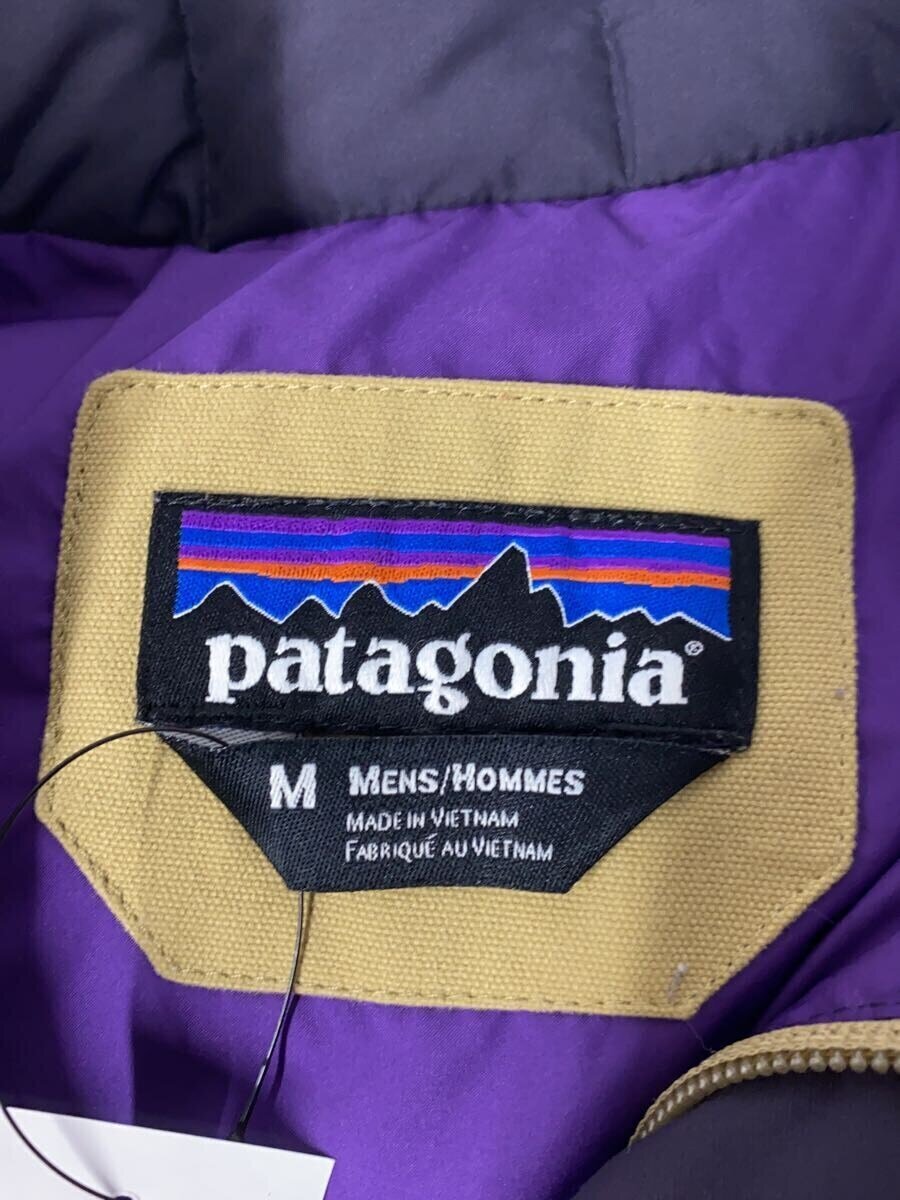 patagonia®
M MENS/HOMMES
MADE IN VIETNAM
FABRIQUÉ AU VIETNAM